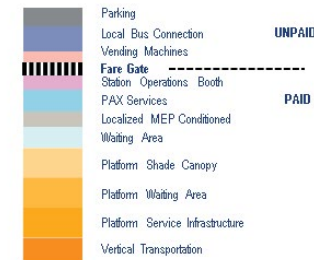 Parking
Local Bus Connection UNPAID
Vending Machines
Fare Gate
Station Operations Booth
PAX Services PAID
Localized MEP Conditioned
Waiting Area
Platform Shade Canopy
Platform Waiting Area
Platform Service Infrastructure
Vertical Transportation